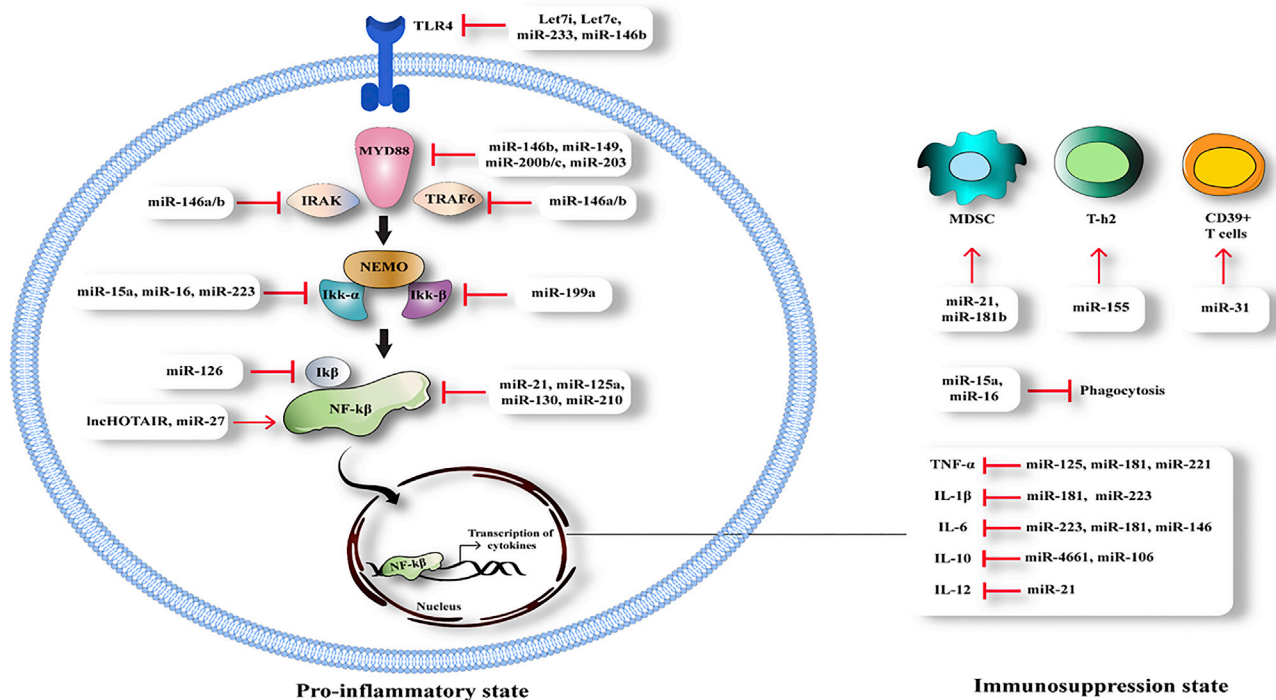 TLR4
Let7i, Let7e,
miR-233, miR-146b
MYD88
miR-146b, miR-149,
miR-200b/c, miR-203
miR-146a/b
IRAK
TRAF6
miR-146a/b
NEMO
miR-15a, miR-16, miR-223
Ikk-α
Ikk-β
miR-199a
miR-126
Ikβ
NF-kβ
miR-21, miR-125a,
miR-130, miR-210
lncHOTAIR, miR-27
Transcription of
cytokines
NF-kβ
Nucleus
Pro-inflammatory state
MDSC
T-h2
CD39+
T cells
miR-21,
miR-181b
miR-155
miR-31
miR-15a,
miR-16
Phagocytosis
TNF-α
miR-125, miR-181, miR-221
IL-1β
miR-181, miR-223
IL-6
miR-223, miR-181, miR-146
IL-10
miR-4661, miR-106
IL-12
miR-21
Immunosuppression state